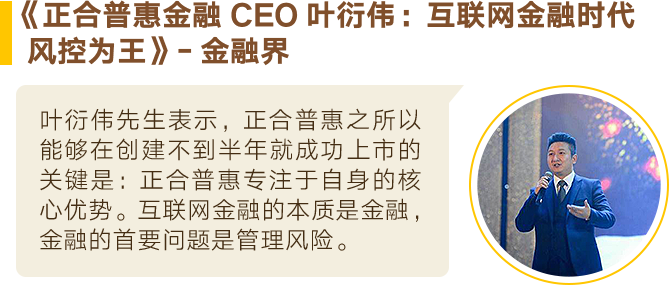 《正合普惠金融 CEO 叶衍伟：互联网金融时代
风控为王》- 金融界
叶衍伟先生表示，正合普惠之所以
能够在创建不到半年就成功上市的
关键是：正合普惠专注于自身的核
心优势。互联网金融的本质是金融，
金融的首要问题是管理风险。